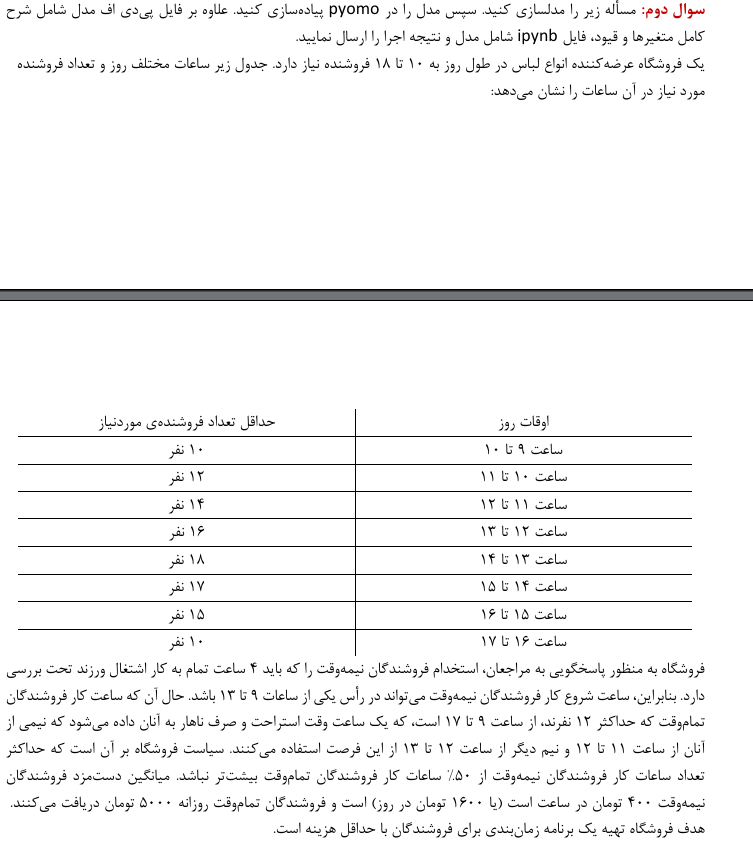 سوال دوم: مسأله زیر را مدلسازی کنید. سپس مدل را در pyomo پیاده‌سازی کنید. علاوه بر فایل پی‌دی اف مدل شامل شرح
کامل متغیرها و قیود، فایل ipynb شامل مدل و نتیجه اجرا را ارسال نمایید.
یک فروشگاه عرضه‌کننده انواع لباس در طول روز به ۱۰ تا ۱۸ فروشنده نیاز دارد. جدول زیر ساعات مختلف روز و تعداد فروشنده
مورد نیاز در آن ساعات را نشان می‌دهد:
اوقات روز حداقل تعداد فروشنده‌ی موردنیاز
ساعت ۹ تا ۱۰ ۱۰ نفر
ساعت ۱۰ تا ۱۱ ۱۲ نفر
ساعت ۱۱ تا ۱۲ ۱۴ نفر
ساعت ۱۲ تا ۱۳ ۱۶ نفر
ساعت ۱۳ تا ۱۴ ۱۸ نفر
ساعت ۱۴ تا ۱۵ ۱۷ نفر
ساعت ۱۵ تا ۱۶ ۱۵ نفر
ساعت ۱۶ تا ۱۷ ۱۰ نفر
فروشگاه به منظور پاسخگویی به مراجعان، استخدام فروشندگان نیمه‌وقت را که باید ۴ ساعت تمام به کار اشتغال ورزند تحت بررسی
دارد. بنابراین، ساعت شروع کار فروشندگان نیمه‌وقت می‌تواند در رأس یکی از ساعات ۹ تا ۱۳ باشد. حال آن که ساعت کار فروشندگان
تمام‌وقت که حداکثر ۱۲ نفرند، از ساعت ۹ تا ۱۷ است، که یک ساعت وقت استراحت و صرف ناهار به آنان داده می‌شود که نیمی از
آنان از ساعت ۱۱ تا ۱۲ و نیم دیگر از ساعت ۱۲ تا ۱۳ از این فرصت استفاده می‌کنند. سیاست فروشگاه بر آن است که حداکثر
تعداد ساعات کار فروشندگان نیمه‌وقت از ۵۰٪ ساعات کار فروشندگان تمام‌وقت بیشت‌تر نباشد. میانگین دست‌مزد فروشندگان
نیمه‌وقت ۴۰۰ تومان در ساعت است (یا ۱۶۰۰ تومان در روز) است و فروشندگان تمام‌وقت روزانه ۵۰۰۰ تومان دریافت می‌کنند.
هدف فروشگاه تهیه یک برنامه زمان‌بندی برای فروشندگان با حداقل هزینه است.